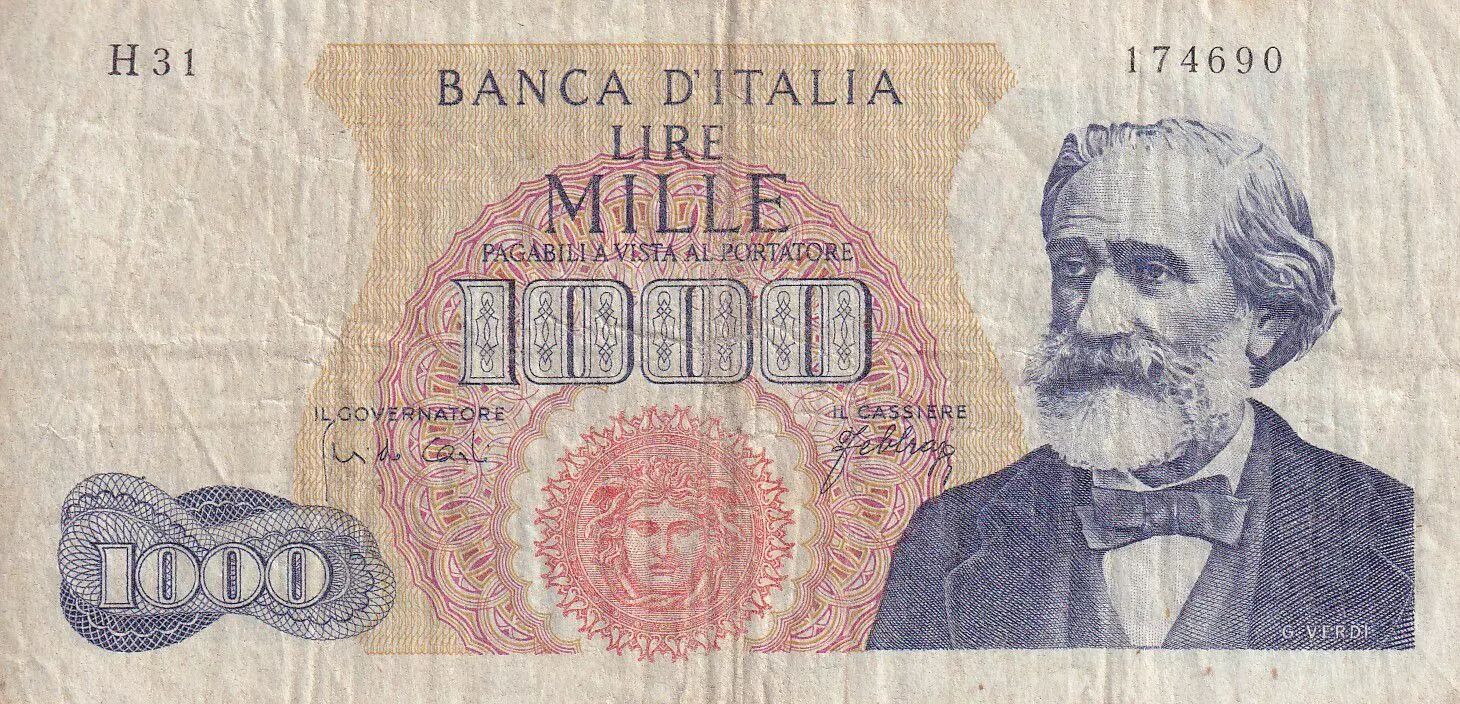 H 31
174690
BANCA D'ITALIA
LIRE
MILLE
PAGABILI A VISTA AL PORTATORE
1000
IL GOVERNATORE
IL CASSIERE
1000
G. VERDI